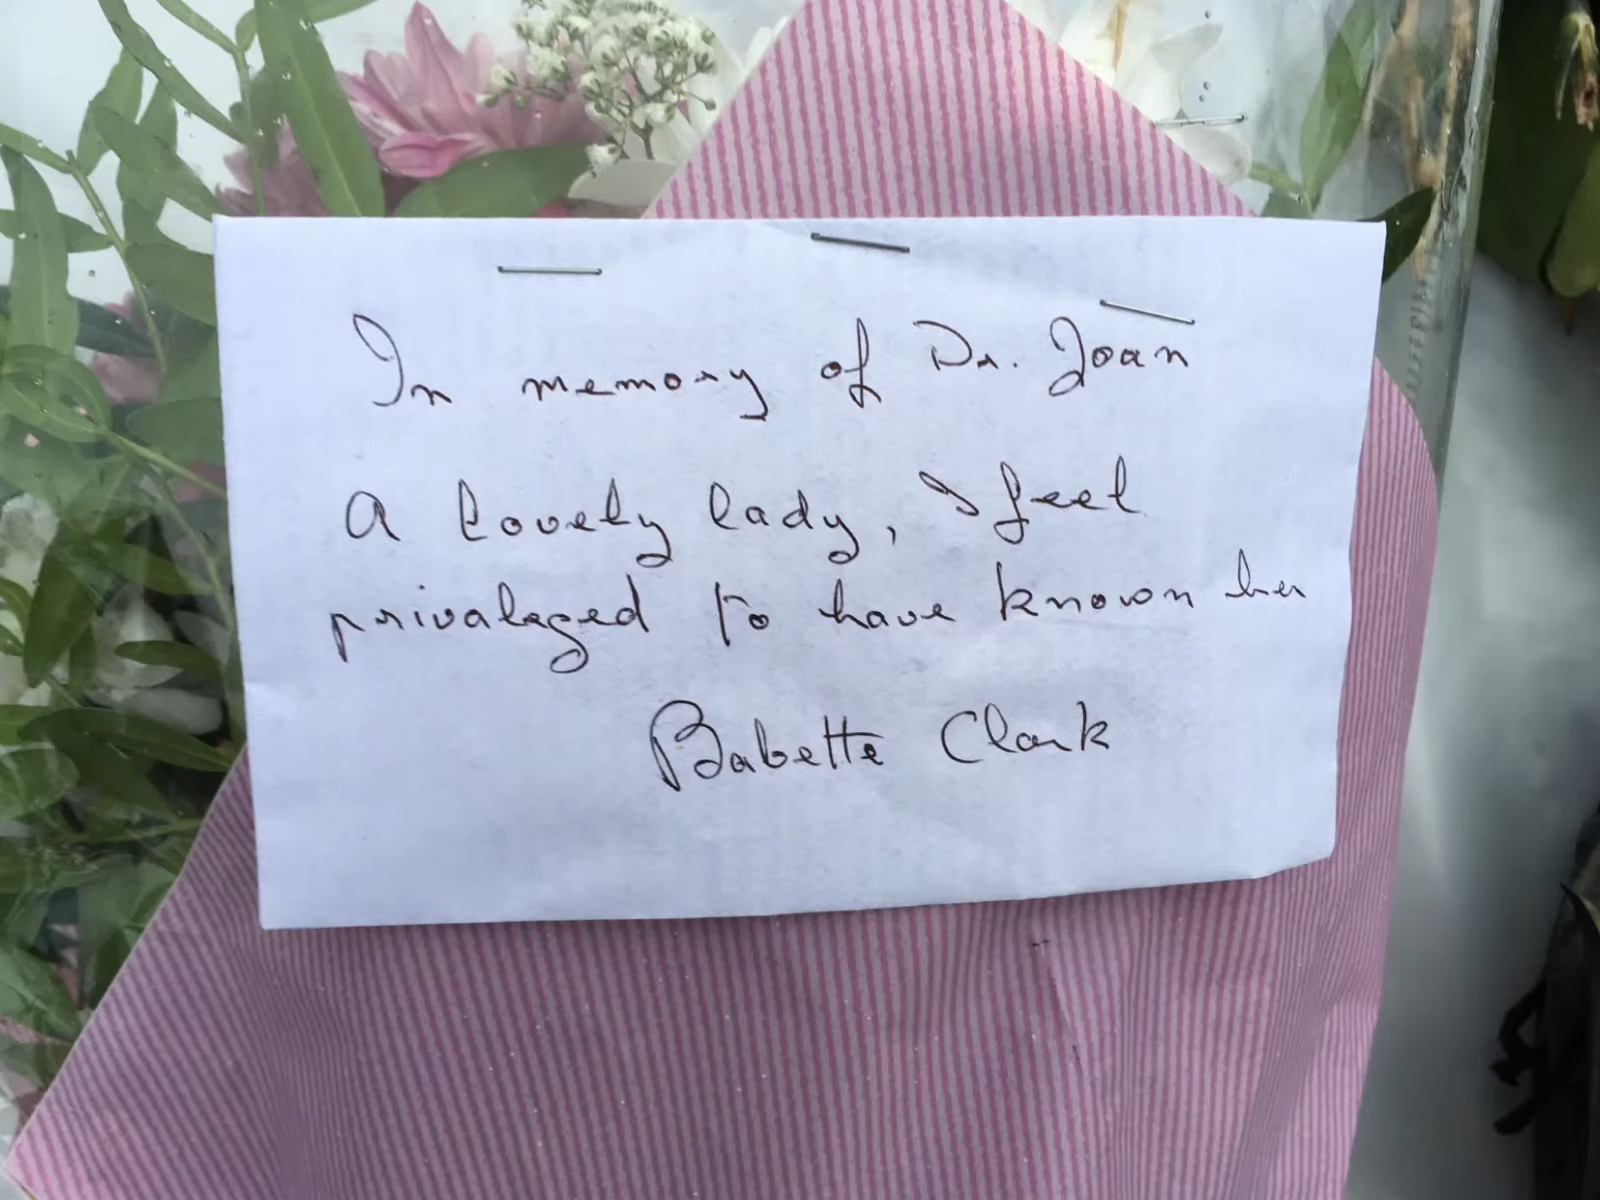 In memory of Dr. Joan
A lovely lady, I feel
privalaged to have known her
Babette Clark